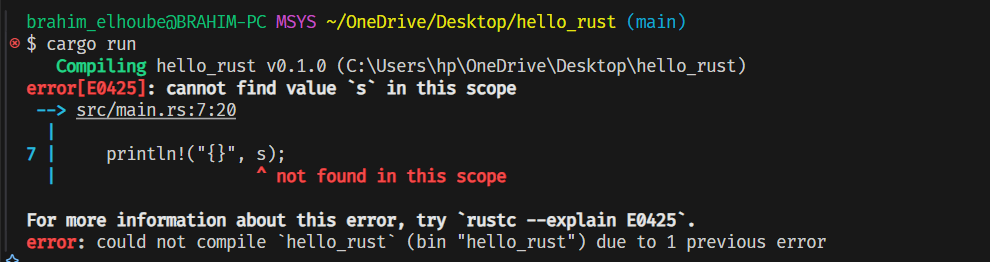 brahim_elhoube@BRAHIM-PC MSYS ~/OneDrive/Desktop/hello_rust (main)
$ cargo run
   Compiling hello_rust v0.1.0 (C:\Users\hp\OneDrive\Desktop\hello_rust)
error[E0425]: cannot find value `s` in this scope
 --> src/main.rs:7:20
  |
7 |     println!("{}", s);
  |                    ^ not found in this scope

For more information about this error, try `rustc --explain E0425`.
error: could not compile `hello_rust` (bin "hello_rust") due to 1 previous error